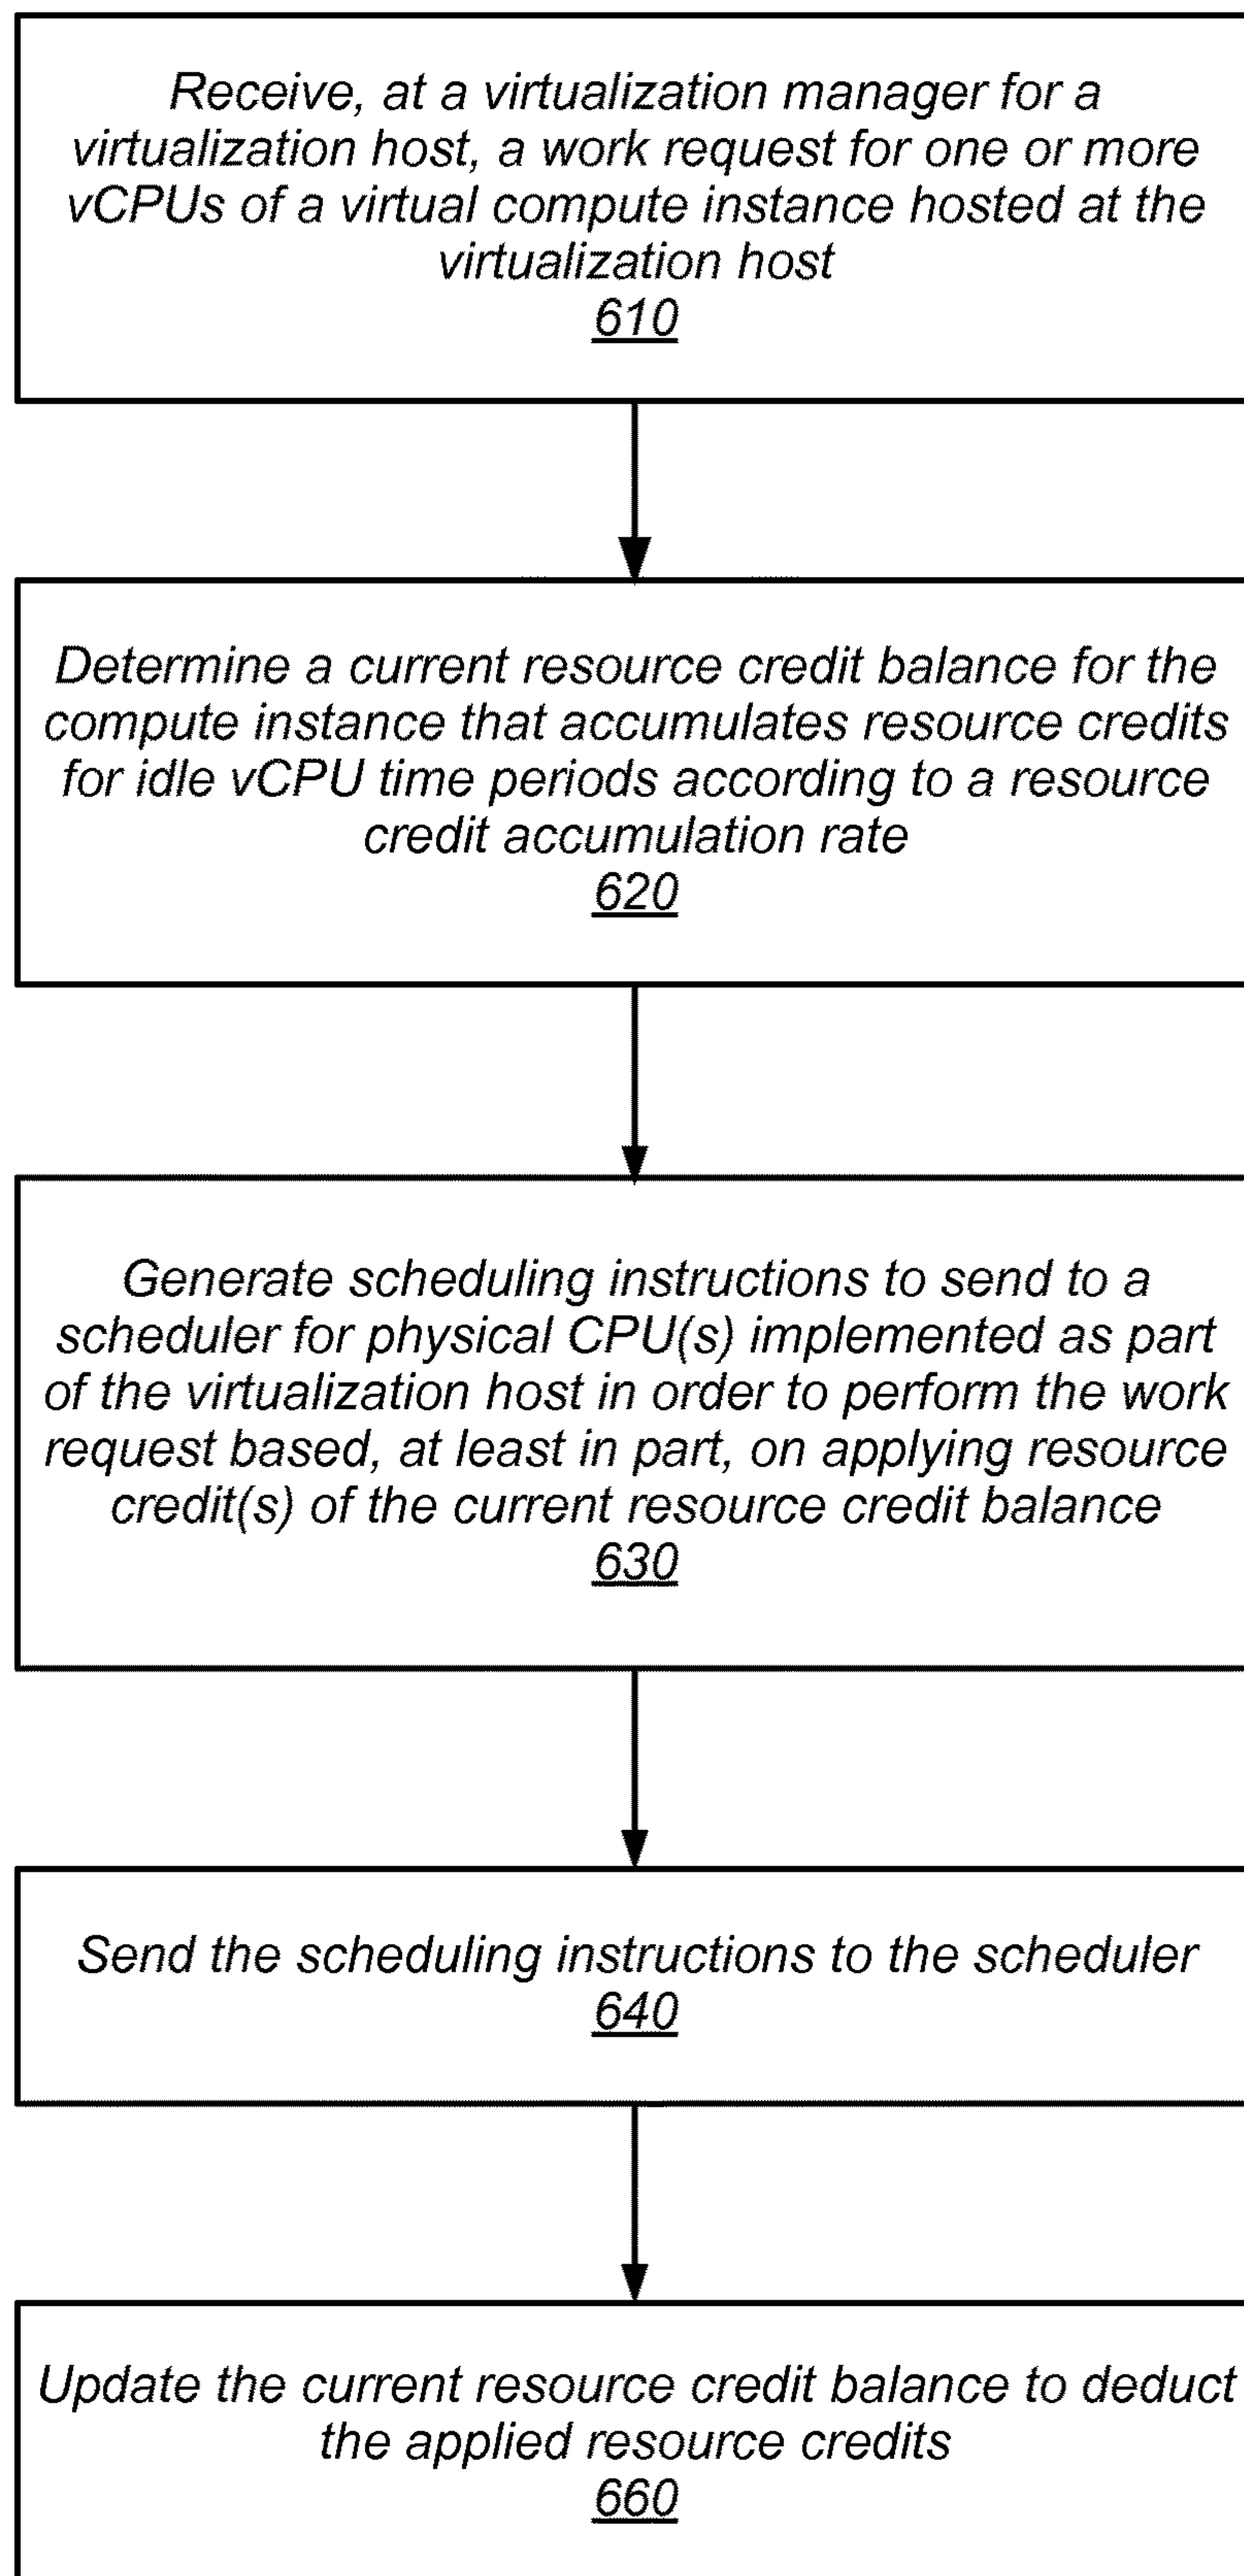 Receive, at a virtualization manager for a
virtualization host, a work request for one or more
vCPUs of a virtual compute instance hosted at the
virtualization host
610
Determine a current resource credit balance for the
compute instance that accumulates resource credits
for idle vCPU time periods according to a resource
credit accumulation rate
620
Generate scheduling instructions to send to a
scheduler for physical CPU(s) implemented as part
of the virtualization host in order to perform the work
request based, at least in part, on applying resource
credit(s) of the current resource credit balance
630
Send the scheduling instructions to the scheduler
640
Update the current resource credit balance to deduct
the applied resource credits
660